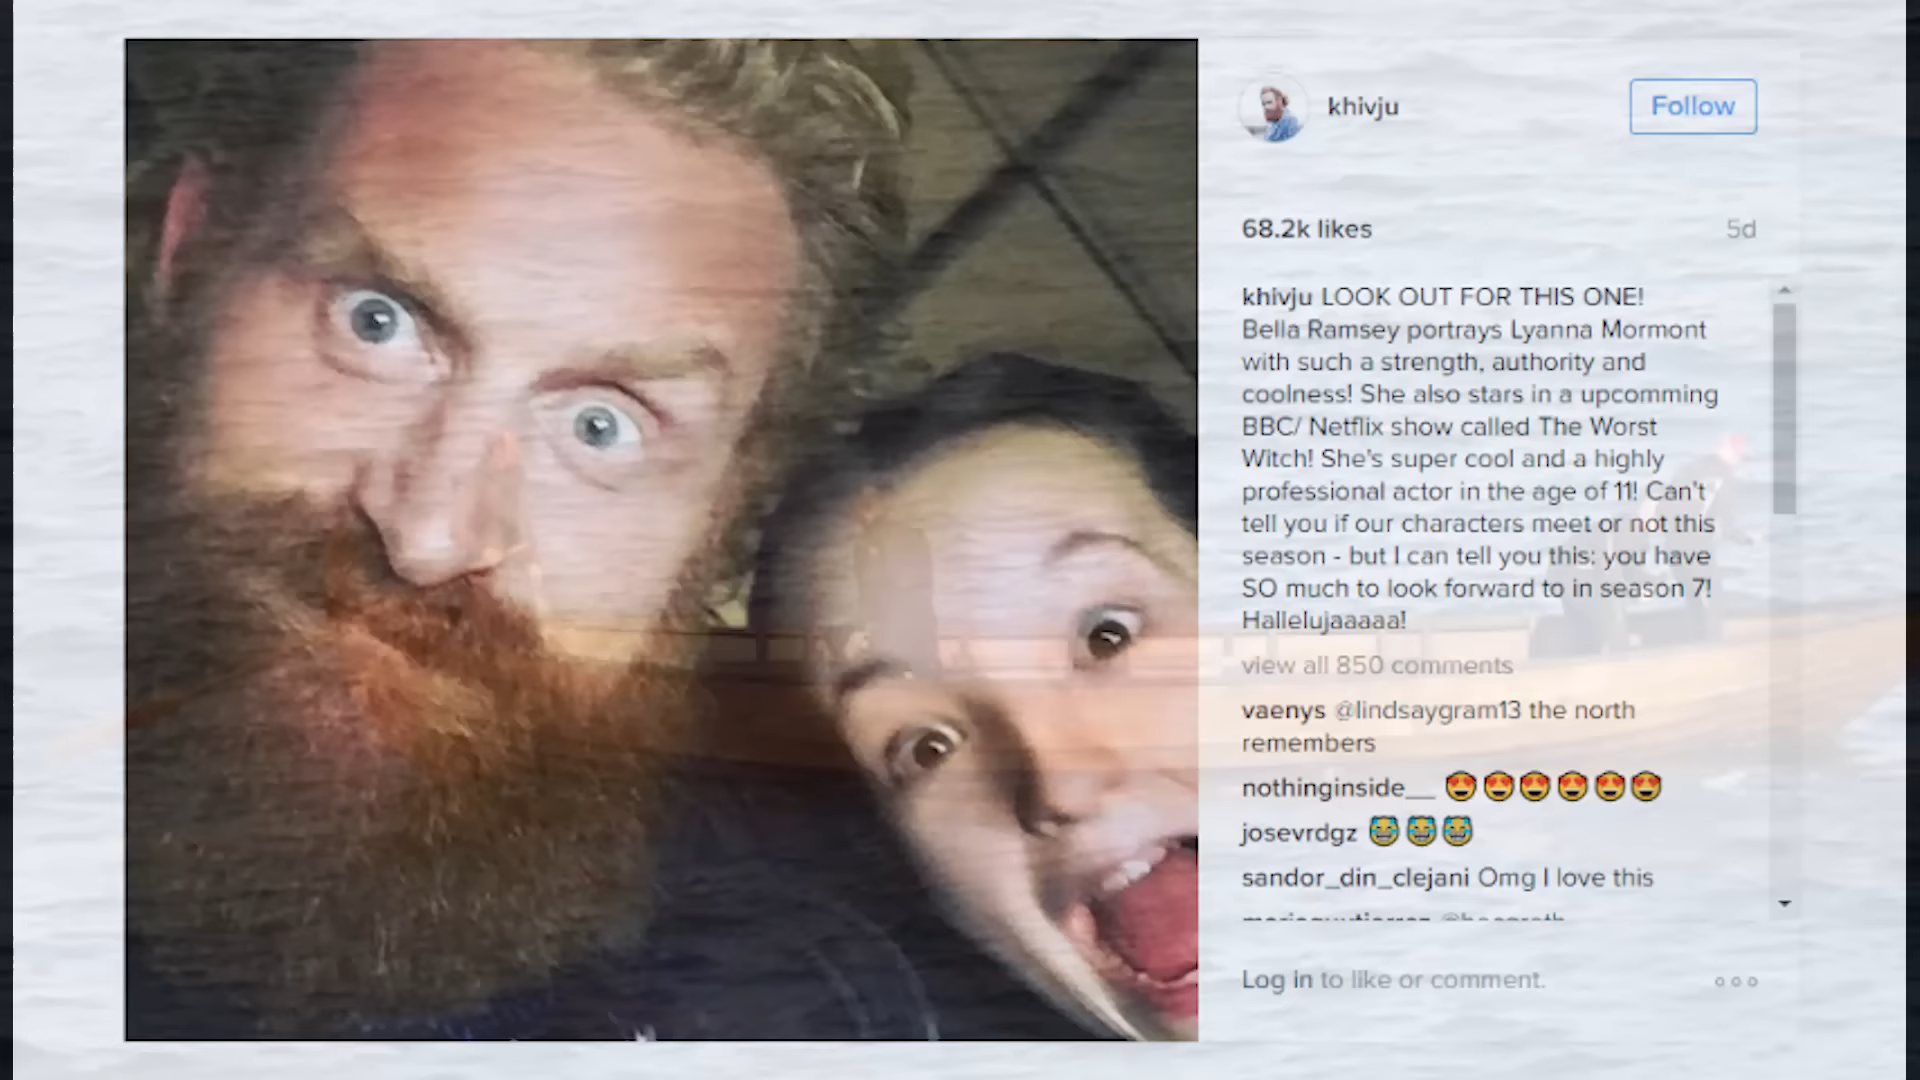 khivju
Follow
68.2k likes
5d
khivju LOOK OUT FOR THIS ONE!
Bella Ramsey portrays Lyanna Mormont
with such a strength, authority and
coolness! She also stars in a upcomming
BBC/ Netflix show called The Worst
Witch! She's super cool and a highly
professional actor in the age of 11! Can't
tell you if our characters meet or not this
season - but I can tell you this: you have
SO much to look forward to in season 7!
Hallelujaaaaa!
view all 850 comments
vaenys @lindsaygram13 the north
remembers
nothinginside__ 😍😍😍😍😍😍
josevrdgz 😂😂😂
sandor_din_clejani Omg I love this
Log in to like or comment.